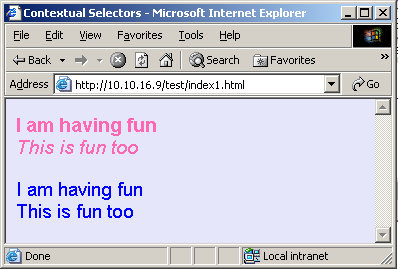 Contextual Selectors - Microsoft Internet Explorer
File Edit View Favorites Tools Help »
Back Search Favorites »
Address http://10.10.16.9/test/index1.html Go
I am having fun
This is fun too
I am having fun
This is fun too
Done Local intranet